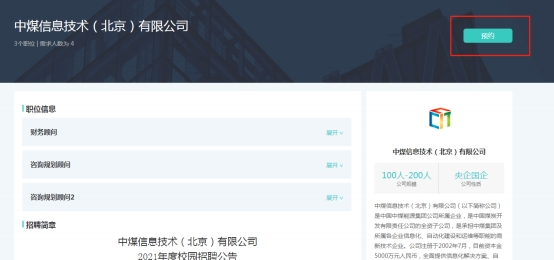 中煤信息技术（北京）有限公司
3个职位 | 需求人数为 4
预约
职位信息
财务顾问
展开
咨询规划顾问
展开
咨询规划顾问2
展开
招聘简章
中煤信息技术（北京）有限公司
2021年度校园招聘公告
中煤信息技术（北京）有限公司
100人-200人
公司规模
央企国企
公司性质
中煤信息技术（北京）有限公司（以下简称公司）
是中国中煤能源集团公司所属企业，是中国煤炭开
发有限责任公司的全资子公司，是承担中煤集团及
所属各企业信息化、自动化建设和运维等职能的高
新技术企业。公司注册于2002年7月，目前资本金
5000万元人民币，全面提供信息化解决方案、自